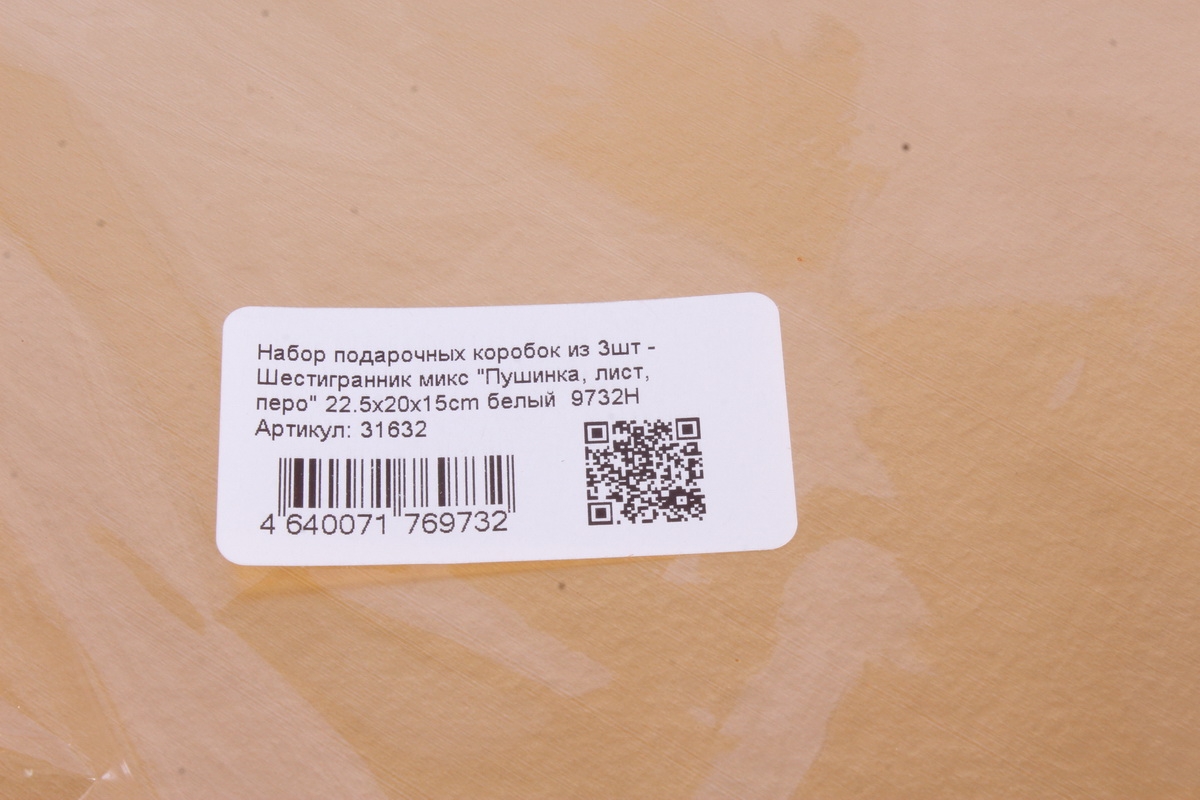 Набор подарочных коробок из 3шт -
Шестигранник микс "Пушинка, лист,
перо" 22.5x20x15cm белый 9732H
Артикул: 31632
4 640071 769732